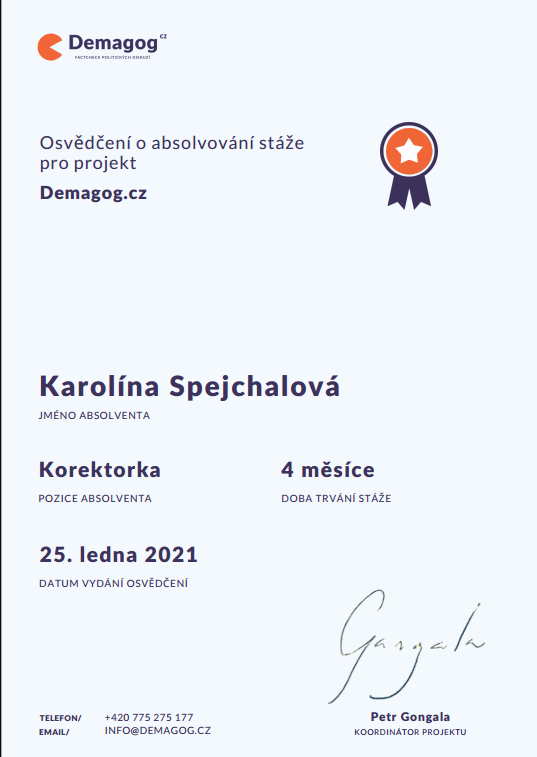 Demagog cz
FACTCHECK POLITICKÝCH DISKUZÍ
Osvědčení o absolvování stáže
pro projekt
Demagog.cz
Karolína Spejchalová
JMÉNO ABSOLVENTA
Korektorka
POZICE ABSOLVENTA
4 měsíce
DOBA TRVÁNÍ STÁŽE
25. ledna 2021
DATUM VYDÁNÍ OSVĚDČENÍ
Gongala
TELEFON/ +420 775 275 177
EMAIL/ INFO@DEMAGOG.CZ
Petr Gongala
KOORDINÁTOR PROJEKTU